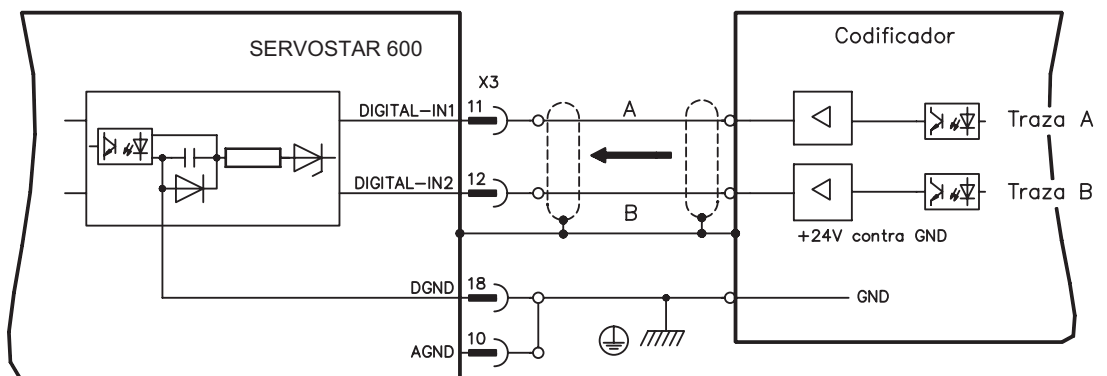 SERVOSTAR 600
Codificador
X3
DIGITAL-IN1
11
A
Traza A
DIGITAL-IN2
12
B
Traza B
+24V contra GND
DGND
18
GND
AGND
10